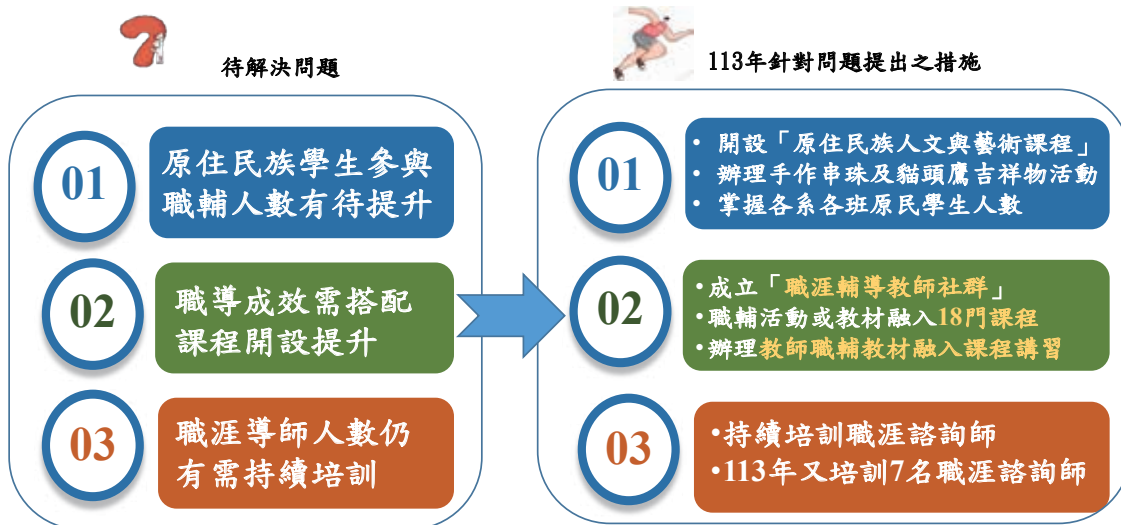 待解決問題
01
原住民族學生參與
職輔人數有待提升
02
職導成效需搭配
課程開設提升
03
職涯導師人數仍
有需持續培訓
113年針對問題提出之措施
01
• 開設「原住民族人文與藝術課程」
• 辦理手作串珠及貓頭鷹吉祥物活動
• 掌握各系各班原民學生人數
02
•成立「職涯輔導教師社群」
•職輔活動或教材融入18門課程
•辦理教師職輔教材融入課程講習
03
•持續培訓職涯諮詢師
•113年又培訓7名職涯諮詢師